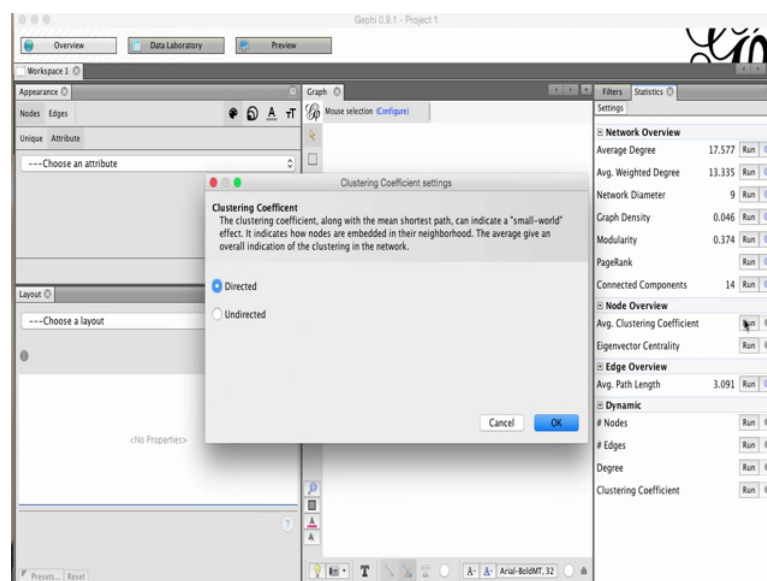 Gephi 0.9.1 - Project 1
Overview
Data Laboratory
Preview
Workspace 1
Appearance
Nodes Edges
Unique Attribute
---Choose an attribute
Layout
---Choose a layout
<No Properties>
Presets... Reset
Graph
Mouse selection (Configure)
Clustering Coefficient settings
Clustering Coefficent
The clustering coefficient, along with the mean shortest path, can indicate a "small-world"
effect. It indicates how nodes are embedded in their neighborhood. The average give an
overall indication of the clustering in the network.
Directed
Undirected
Cancel
OK
Arial-BoldMT, 32
Filters Statistics
Settings
Network Overview
Average Degree 17.577 Run
Avg. Weighted Degree 13.335 Run
Network Diameter 9 Run
Graph Density 0.046 Run
Modularity 0.374 Run
PageRank Run
Connected Components 14 Run
Node Overview
Avg. Clustering Coefficient Run
Eigenvector Centrality Run
Edge Overview
Avg. Path Length 3.091 Run
Dynamic
# Nodes Run
# Edges Run
Degree Run
Clustering Coefficient Run